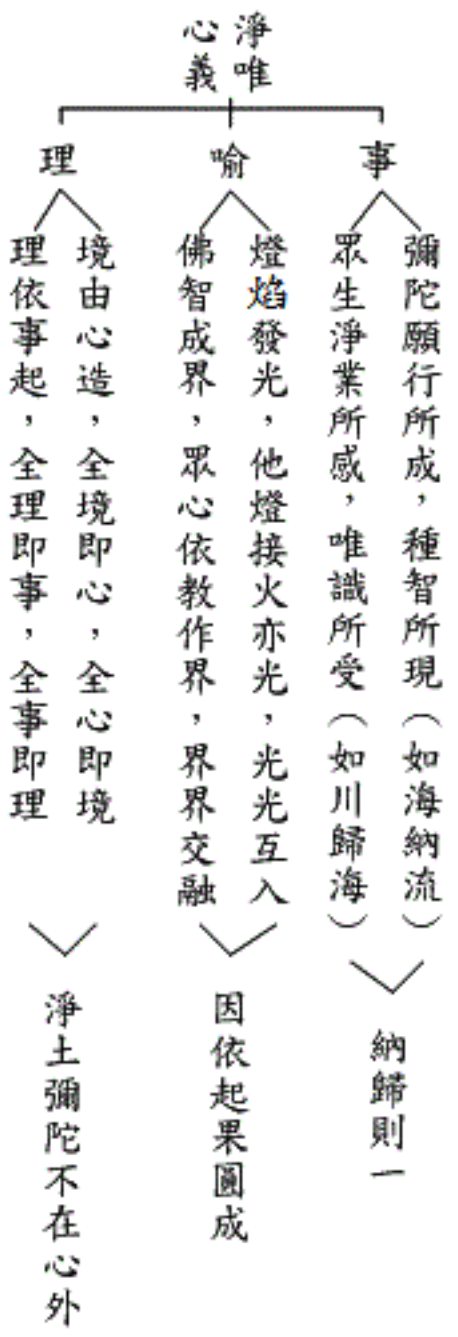 淨唯
心義
事
彌陀願行所成，種智所現（如海納流）
眾生淨業所感，唯識所受（如川歸海）
納歸則一
喻
燈焰發光，他燈接火亦光，光光互入
佛智成界，眾心依教作界，界界交融
因依起果圓成
理
境由心造，全境即心，全心即境
理依事起，全理即事，全事即理
淨土彌陀不在心外